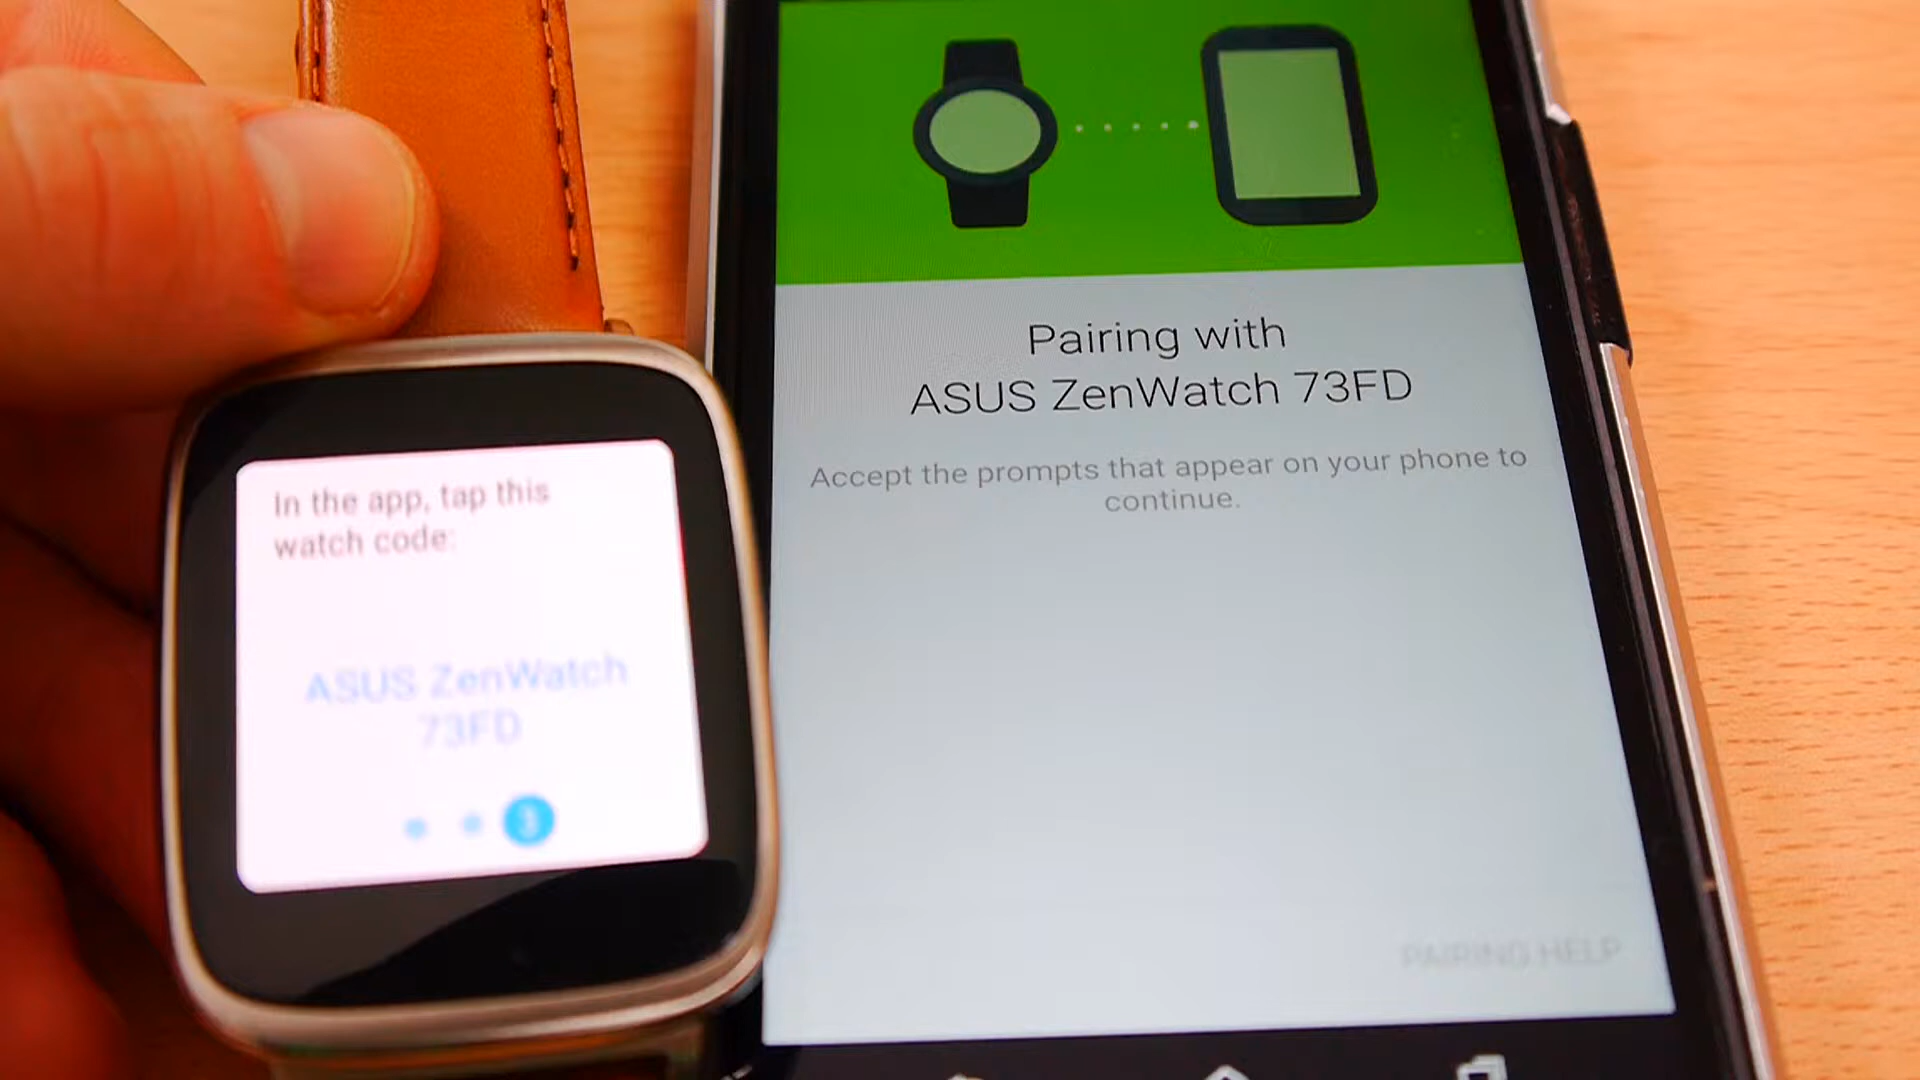 In the app, tap this
watch code:
ASUS ZenWatch
73FD
3
Pairing with
ASUS ZenWatch 73FD
Accept the prompts that appear on your phone to
continue.
PAIRING HELP